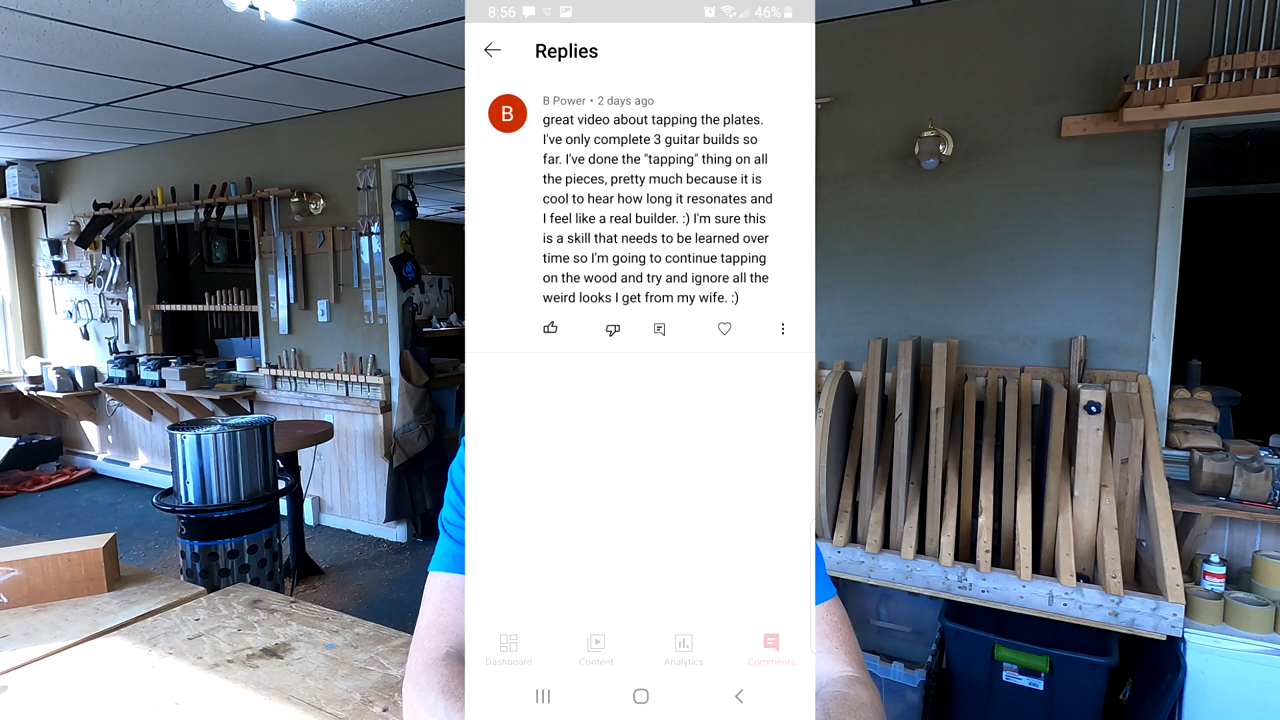 8:56
46%
Replies
B
B Power • 2 days ago
great video about tapping the plates.
I've only complete 3 guitar builds so
far. I've done the "tapping" thing on all
the pieces, pretty much because it is
cool to hear how long it resonates and
I feel like a real builder. :) I'm sure this
is a skill that needs to be learned over
time so I'm going to continue tapping
on the wood and try and ignore all the
weird looks I get from my wife. :)
Dashboard
Content
Analytics
Comments